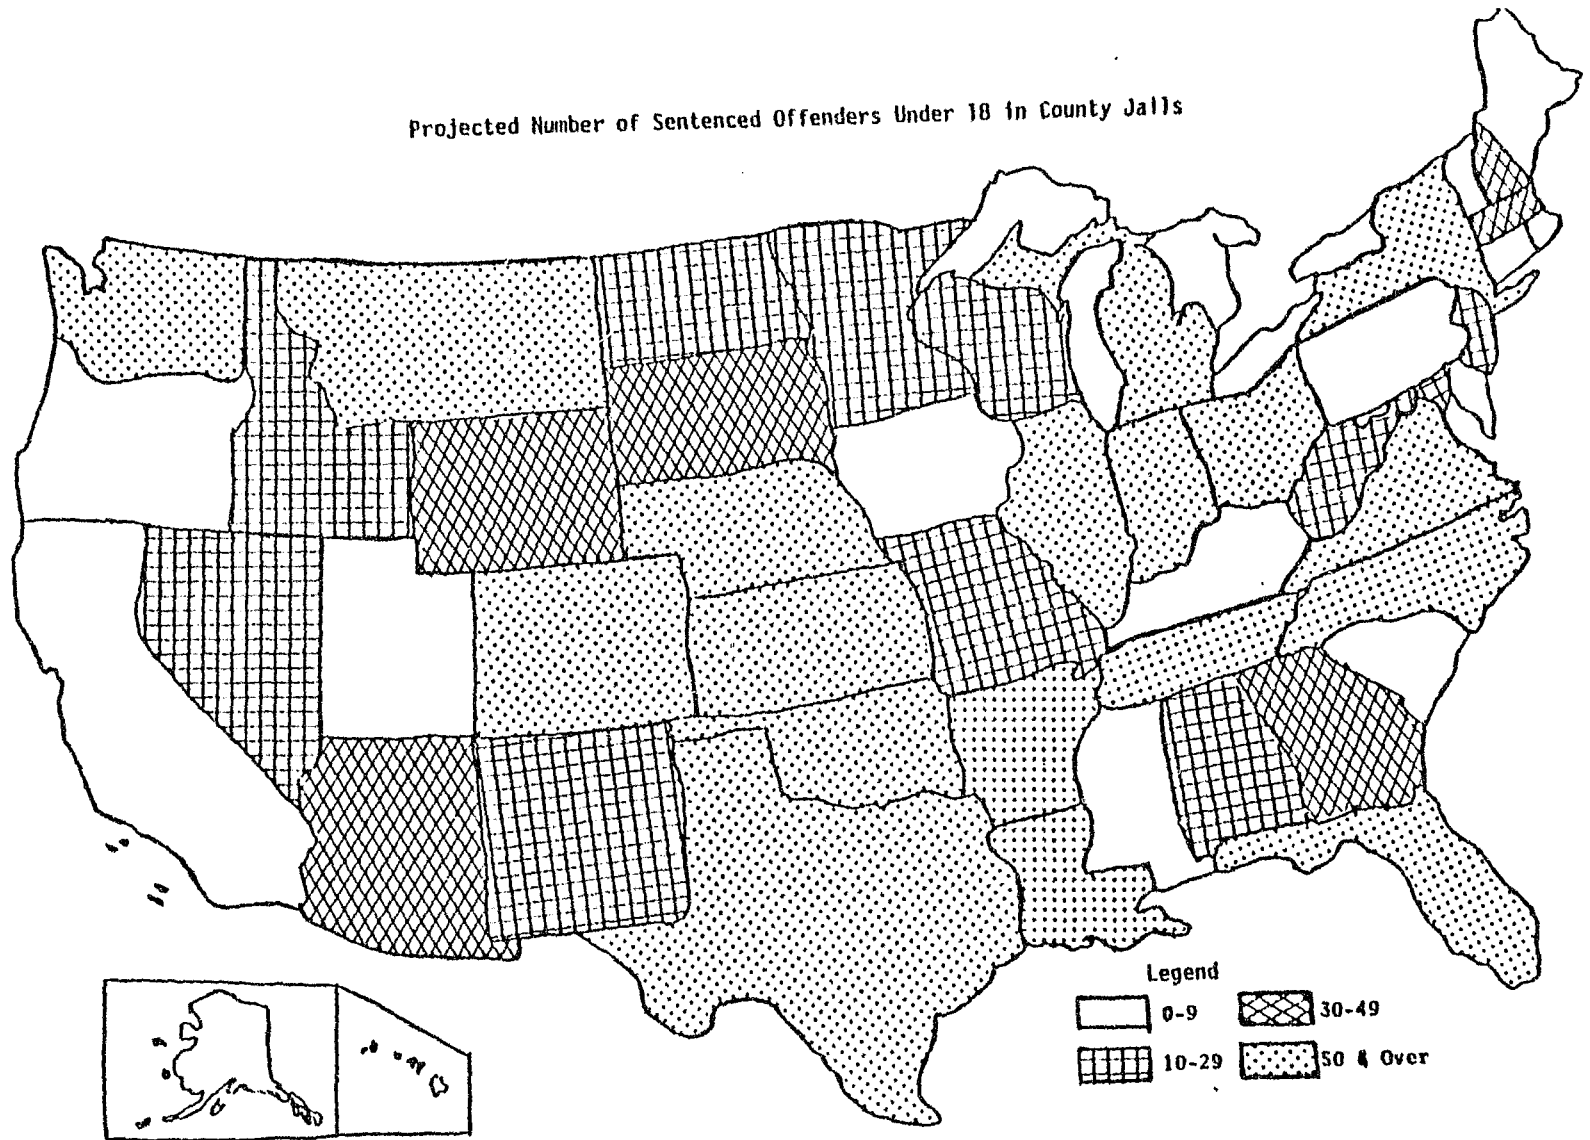 Projected Number of Sentenced Offenders Under 18 in County Jails
Legend
0-9
30-49
10-29
50 & Over